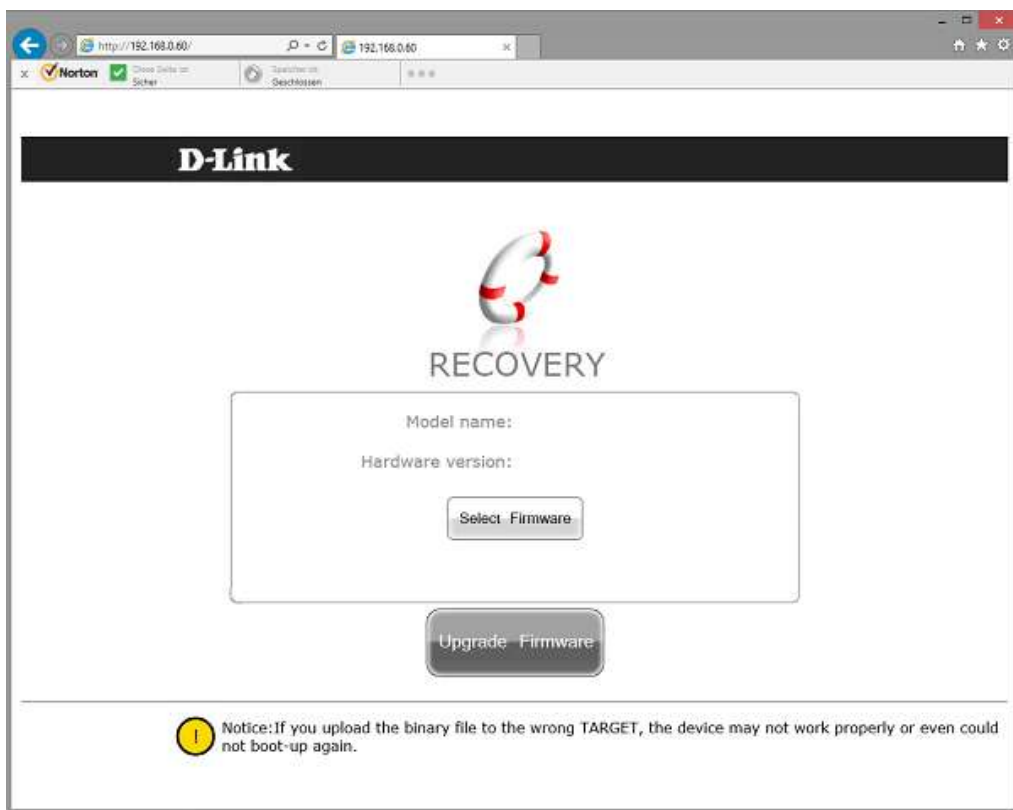 http://192.168.0.60/
192.168.0.60
Norton
Sicher
Geschlossen
D-Link
RECOVERY
Model name:
Hardware version:
Select Firmware
Upgrade Firmware
Notice:If you upload the binary file to the wrong TARGET, the device may not work properly or even could
not boot-up again.